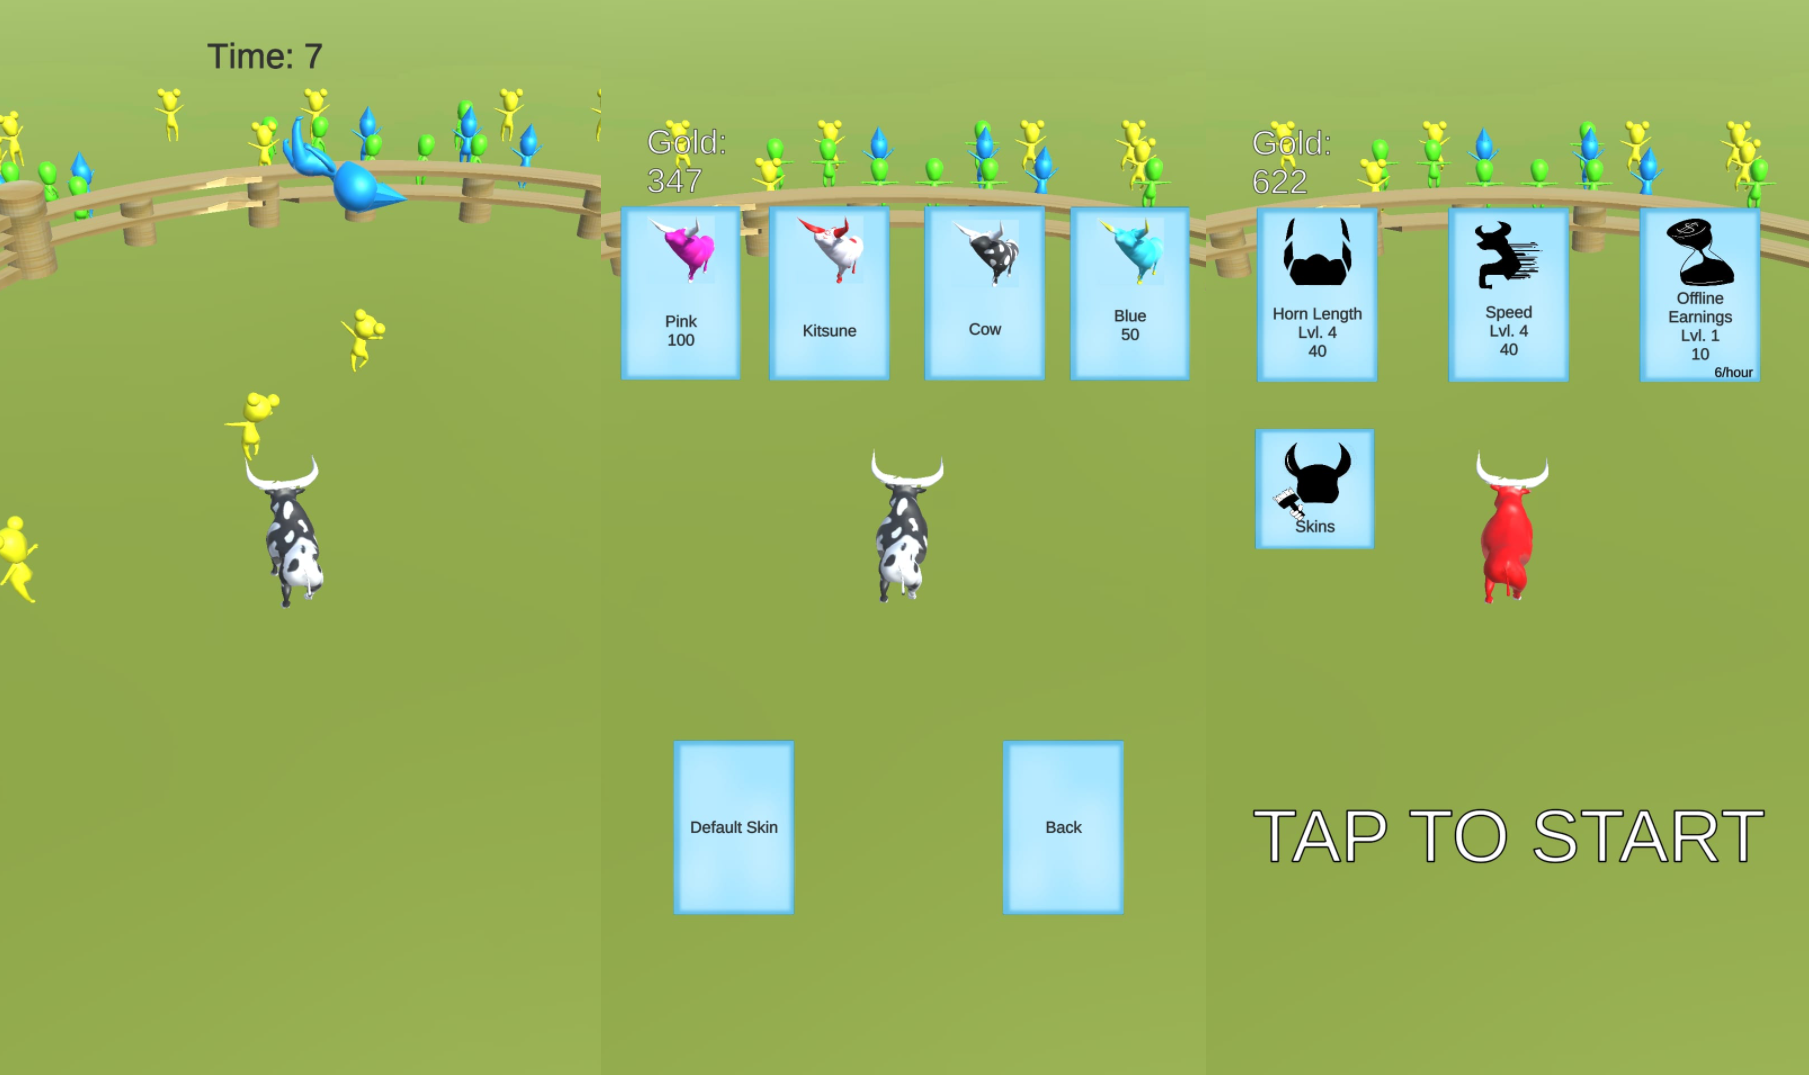 Time: 7
Gold:
347
Pink
100
Kitsune
Cow
Blue
50
Default Skin
Back
Gold:
622
Horn Length
Lvl. 4
40
Speed
Lvl. 4
40
Offline
Earnings
Lvl. 1
10
6/hour
Skins
TAP TO START